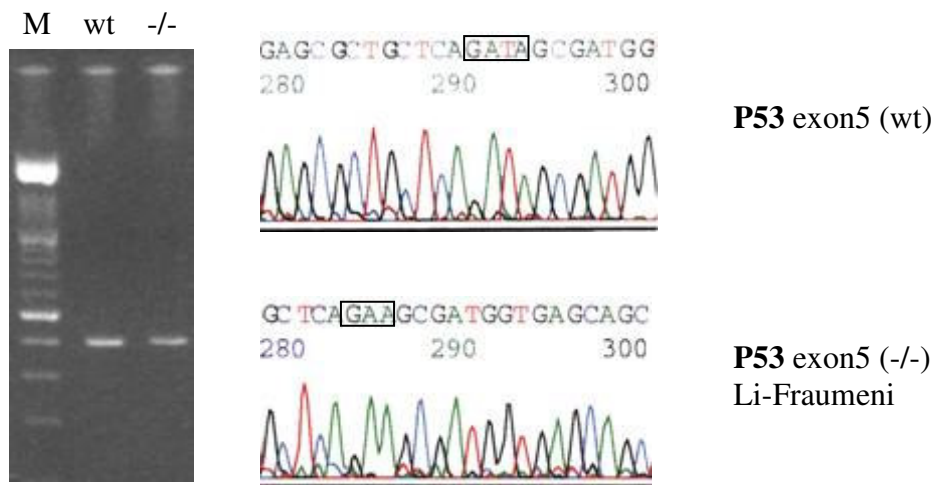 M wt -/-
GAGCGCTGCTCAGATAGCGATGG
280 290 300
P53 exon5 (wt)
GCTCAGAAGCGATGGTGAGCAGC
280 290 300
P53 exon5 (-/-)
Li-Fraumeni